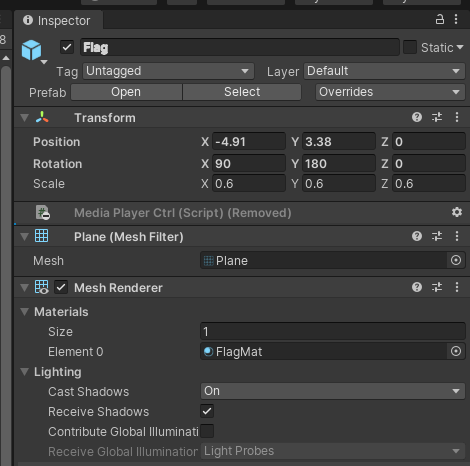 8
Inspector
Flag
Static
Tag Untagged Layer Default
Prefab Open Select Overrides
Transform
Position X -4.91 Y 3.38 Z 0
Rotation X 90 Y 180 Z 0
Scale X 0.6 Y 0.6 Z 0.6
Media Player Ctrl (Script) (Removed)
Plane (Mesh Filter)
Mesh Plane
Mesh Renderer
Materials
Size 1
Element 0 FlagMat
Lighting
Cast Shadows On
Receive Shadows
Contribute Global Illuminati
Receive Global Illumination Light Probes